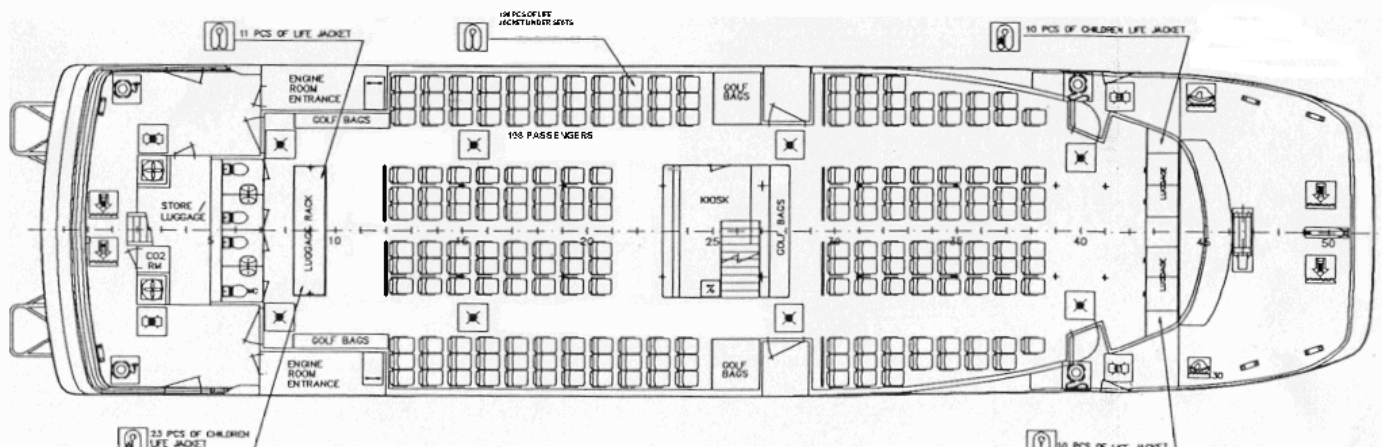 11 PCS OF LIFE JACKET
198 PCS OF LIFE
JACKET UNDER SEATS
10 PCS OF CHILDREN LIFE JACKET
ENGINE
ROOM
ENTRANCE
GOLF BAGS
GOLF
BAGS
198 PASSENGERS
STORE /
LUGGAGE
LUGGAGE RACK
KIOSK
GOLF BAGS
LUGGAGE
LUGGAGE
5
10
15
20
25
30
35
40
45
50
CO2
RM
GOLF BAGS
ENGINE
ROOM
ENTRANCE
GOLF
BAGS
30
23 PCS OF CHILDREN
LIFE JACKET
PCS OF LIFE JACKET